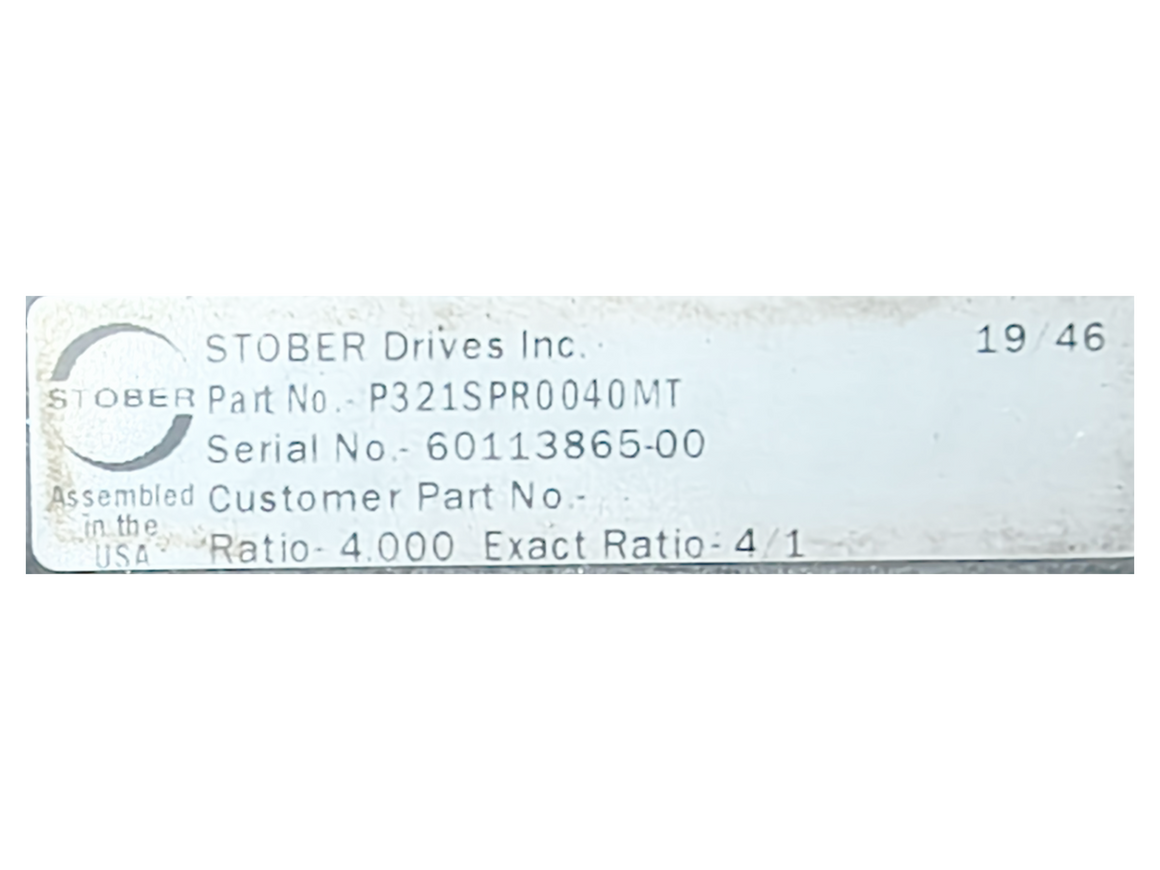 STOBER Drives Inc.
19/46
STOBER
Part No.- P321SPR0040MT
Serial No.- 60113865-00
Assembled
in the
USA
Customer Part No.-
Ratio- 4.000 Exact Ratio- 4/1